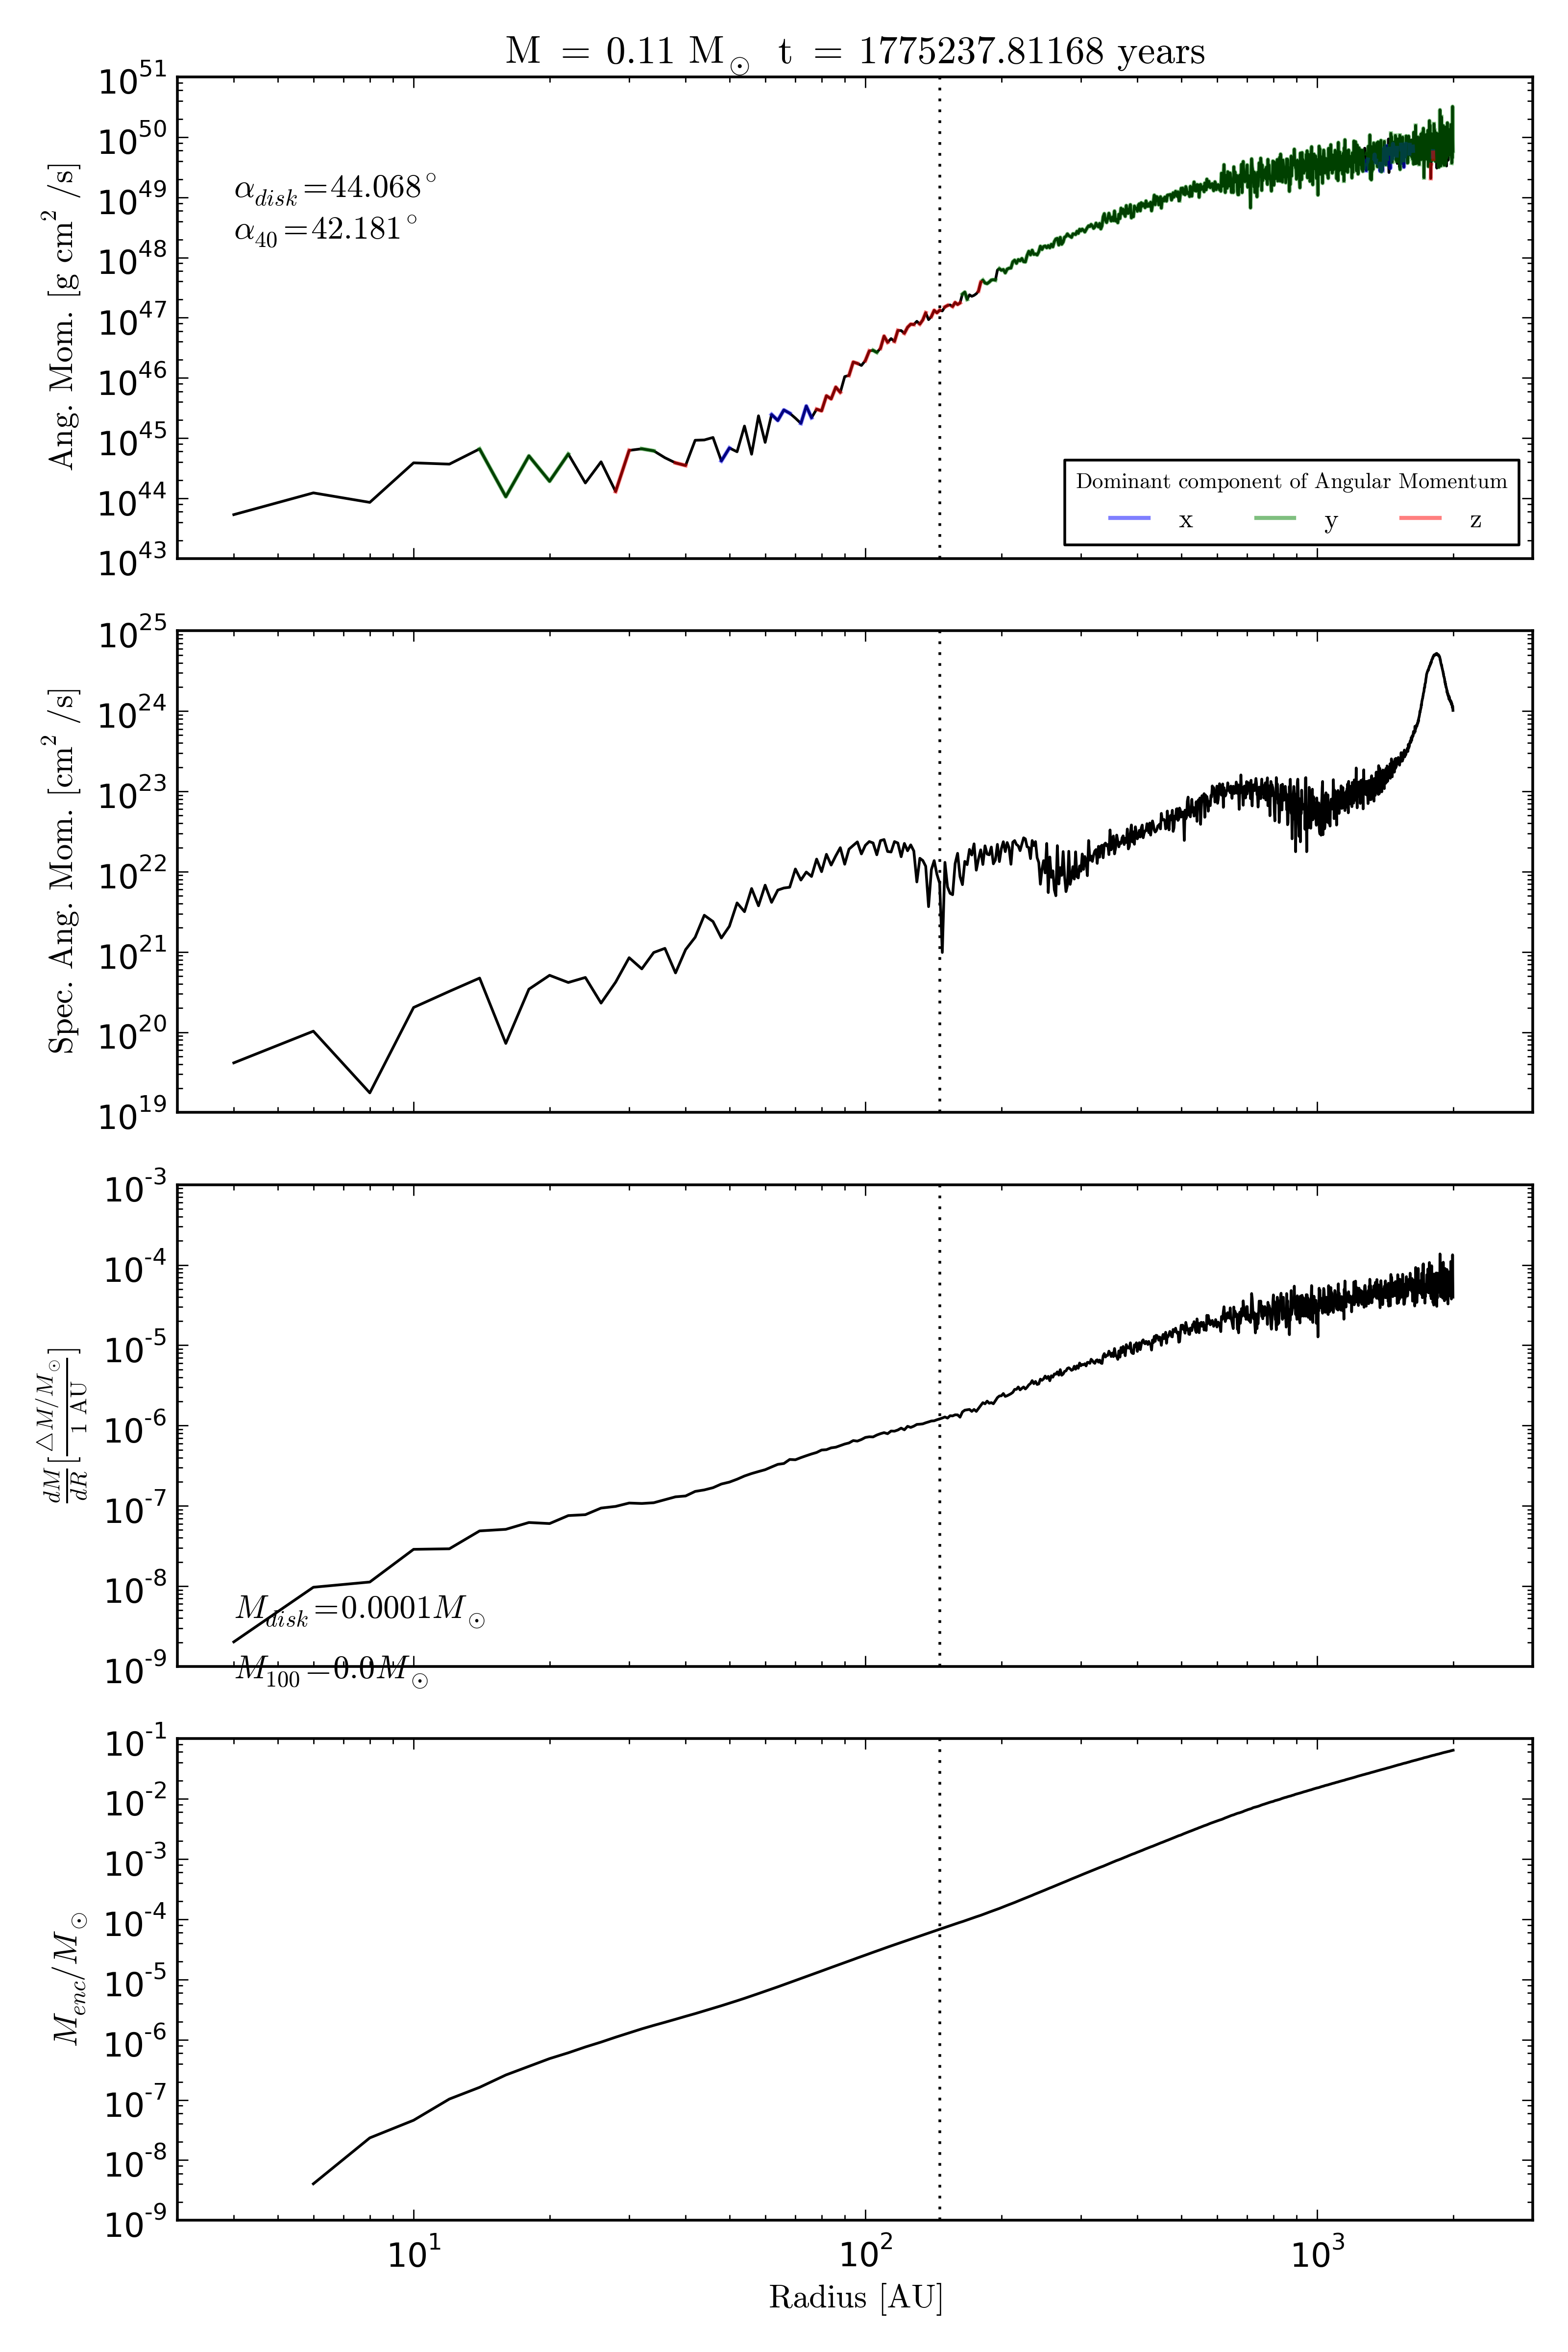 M = 0.11 M⊙ t = 1775237.81168 years
10^51
10^50
10^49
10^48
10^47
10^46
10^45
10^44
10^43
Ang. Mom. [g cm^2 /s]
α_disk=44.068°
α_40=42.181°
Dominant component of Angular Momentum
x y z
10^25
10^24
10^23
10^22
10^21
10^20
10^19
Spec. Ang. Mom. [cm^2 /s]
10^-3
10^-4
10^-5
10^-6
10^-7
10^-8
10^-9
dM/dR [△M/M⊙ / 1 AU]
M_disk=0.0001M⊙
M_100=0.0M⊙
10^-1
10^-2
10^-3
10^-4
10^-5
10^-6
10^-7
10^-8
10^-9
M_enc/M⊙
10^1 10^2 10^3
Radius [AU]